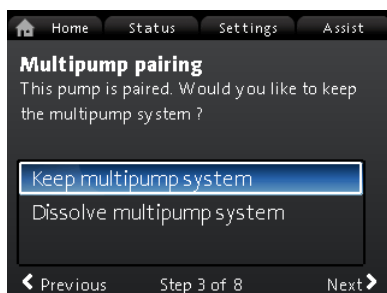 Home Status Settings Assist
Multipump pairing
This pump is paired. Would you like to keep
the multipump system ?
Keep multipump system
Dissolve multipump system
Previous Step 3 of 8 Next